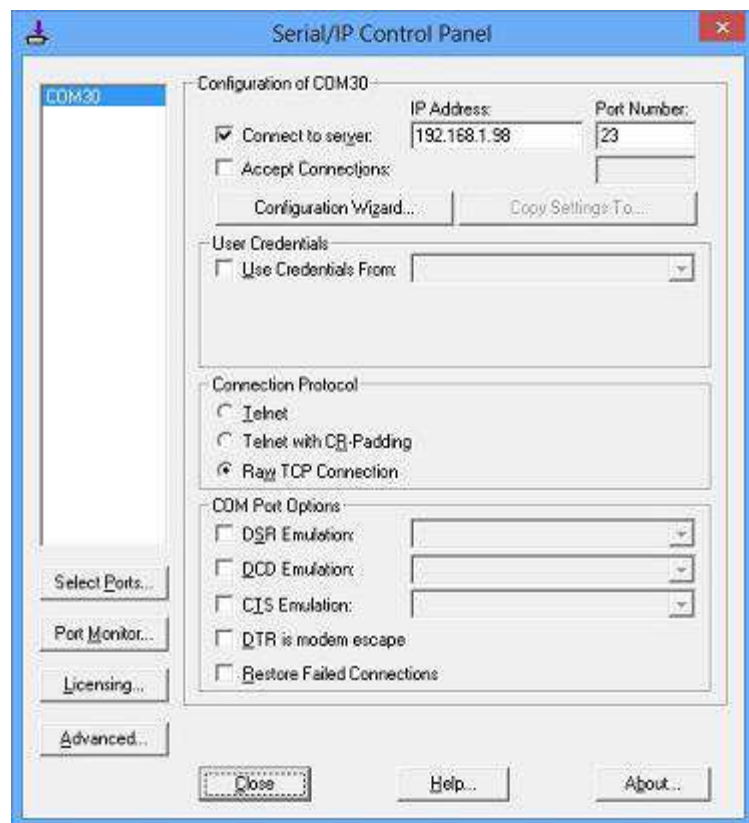 Serial/IP Control Panel
COM30
Configuration of COM30
IP Address: Port Number:
Connect to server: 192.168.1.98 23
Accept Connections:
Configuration Wizard... Copy Settings To...
User Credentials
Use Credentials From:
Connection Protocol
Telnet
Telnet with CR-Padding
Raw TCP Connection
COM Port Options
DSR Emulation:
DCD Emulation:
CTS Emulation:
DTR is modem escape
Restore Failed Connections
Select Ports...
Port Monitor...
Licensing...
Advanced...
Close Help... About...